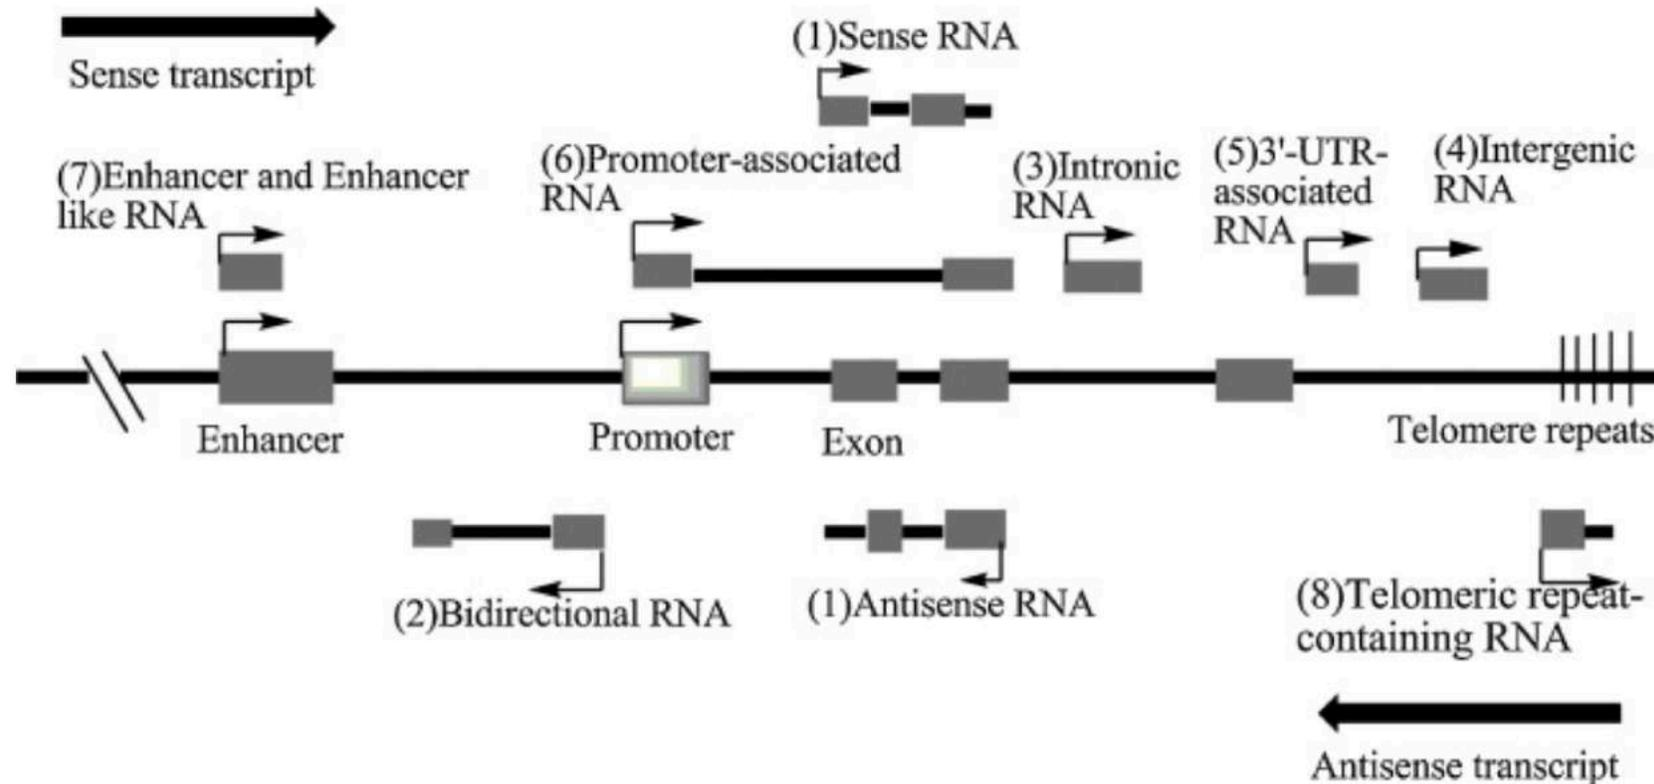 Sense transcript
(1)Sense RNA
(7)Enhancer and Enhancer
like RNA
(6)Promoter-associated
RNA
(3)Intronic
RNA
(5)3'-UTR-
associated
RNA
(4)Intergenic
RNA
Enhancer
Promoter
Exon
Telomere repeats
(2)Bidirectional RNA
(1)Antisense RNA
(8)Telomeric repeat-
containing RNA
Antisense transcript